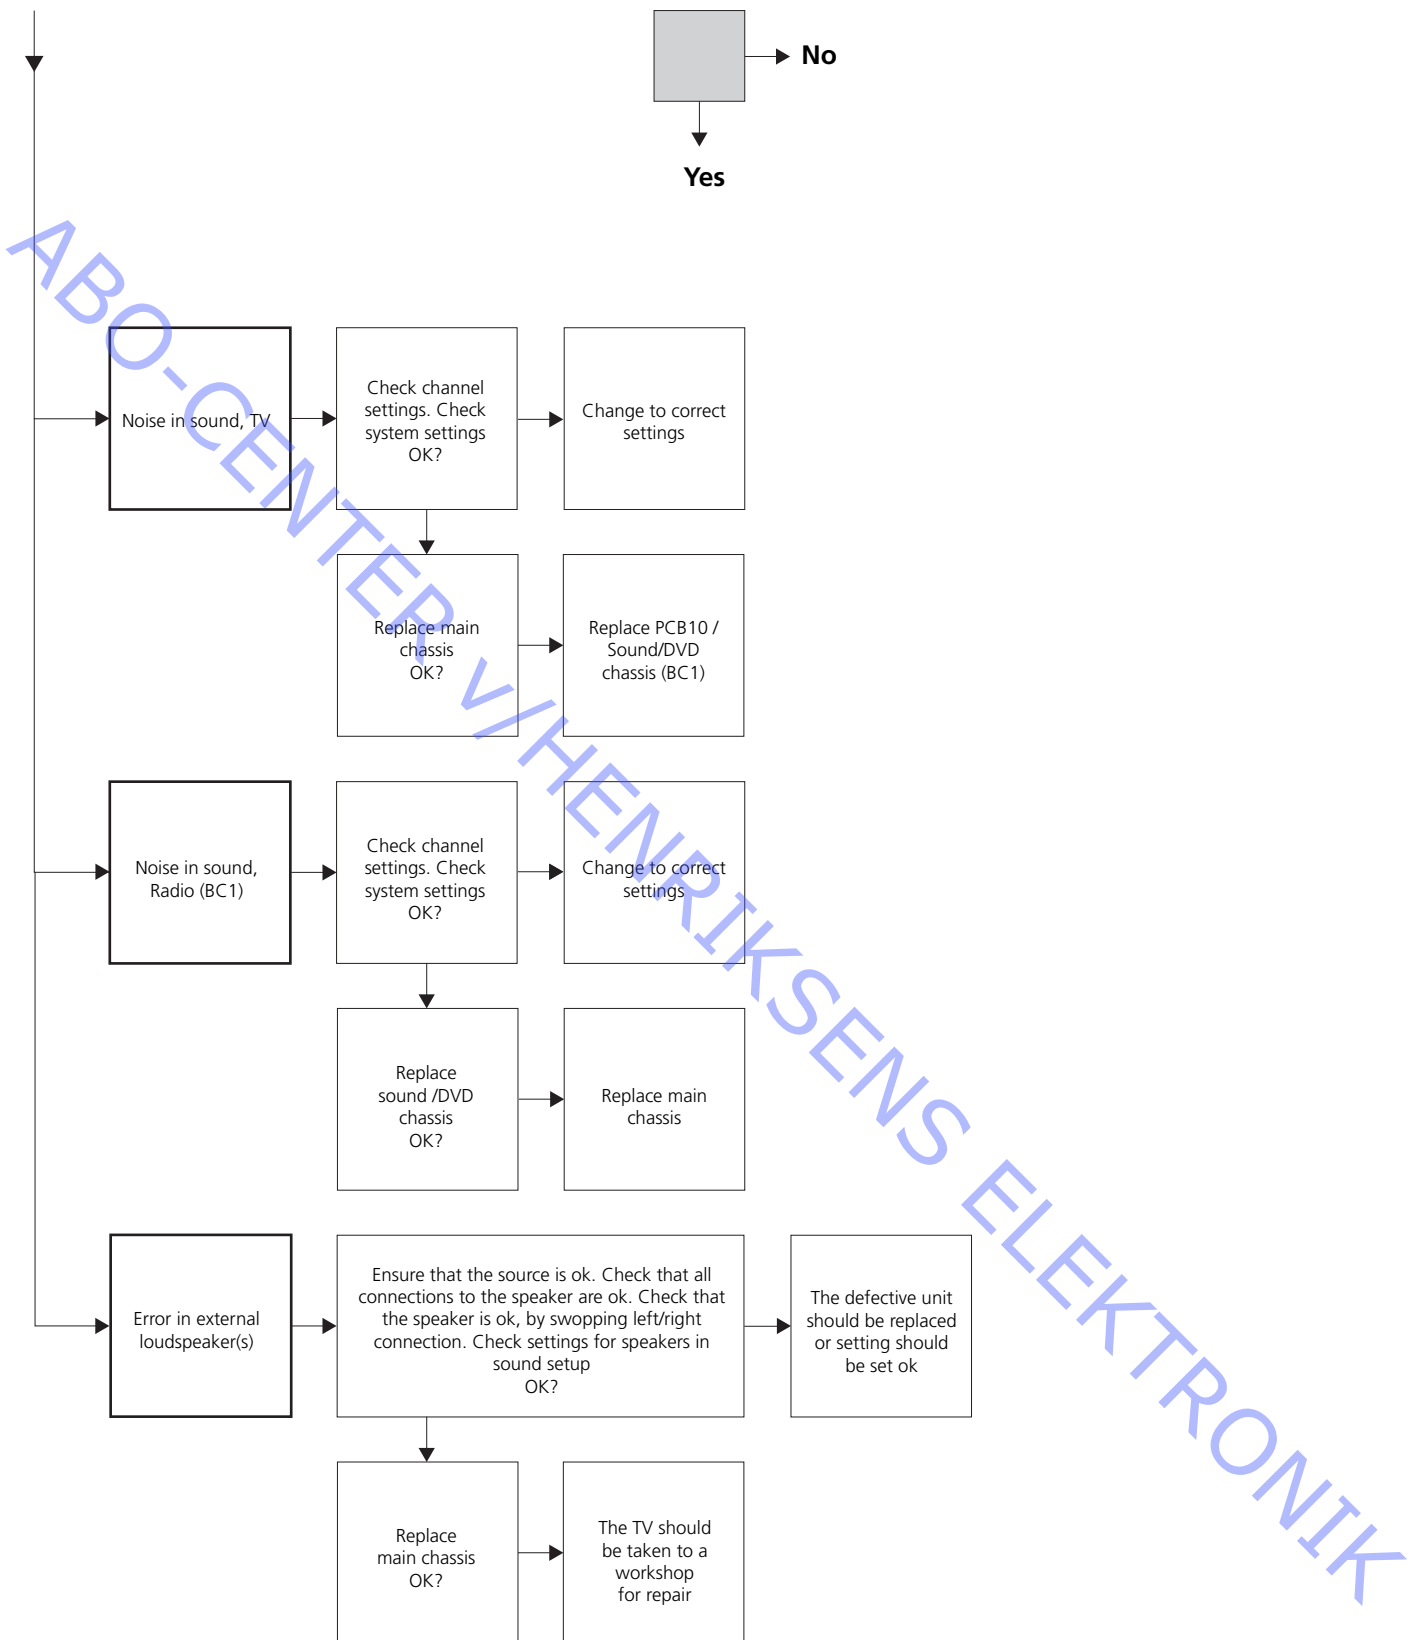 No
Yes
Noise in sound, TV
Check channel
settings. Check
system settings
OK?
Change to correct
settings
Replace main
chassis
OK?
Replace PCB10 /
Sound/DVD
chassis (BC1)
Noise in sound,
Radio (BC1)
Check channel
settings. Check
system settings
OK?
Change to correct
settings
Replace
sound /DVD
chassis
OK?
Replace main
chassis
Error in external
loudspeaker(s)
Ensure that the source is ok. Check that all
connections to the speaker are ok. Check that
the speaker is ok, by swopping left/right
connection. Check settings for speakers in
sound setup
OK?
The defective unit
should be replaced
or setting should
be set ok
Replace
main chassis
OK?
The TV should
be taken to a
workshop
for repair
ABO-CENTER v/HENRIKSENS ELEKTRONIK